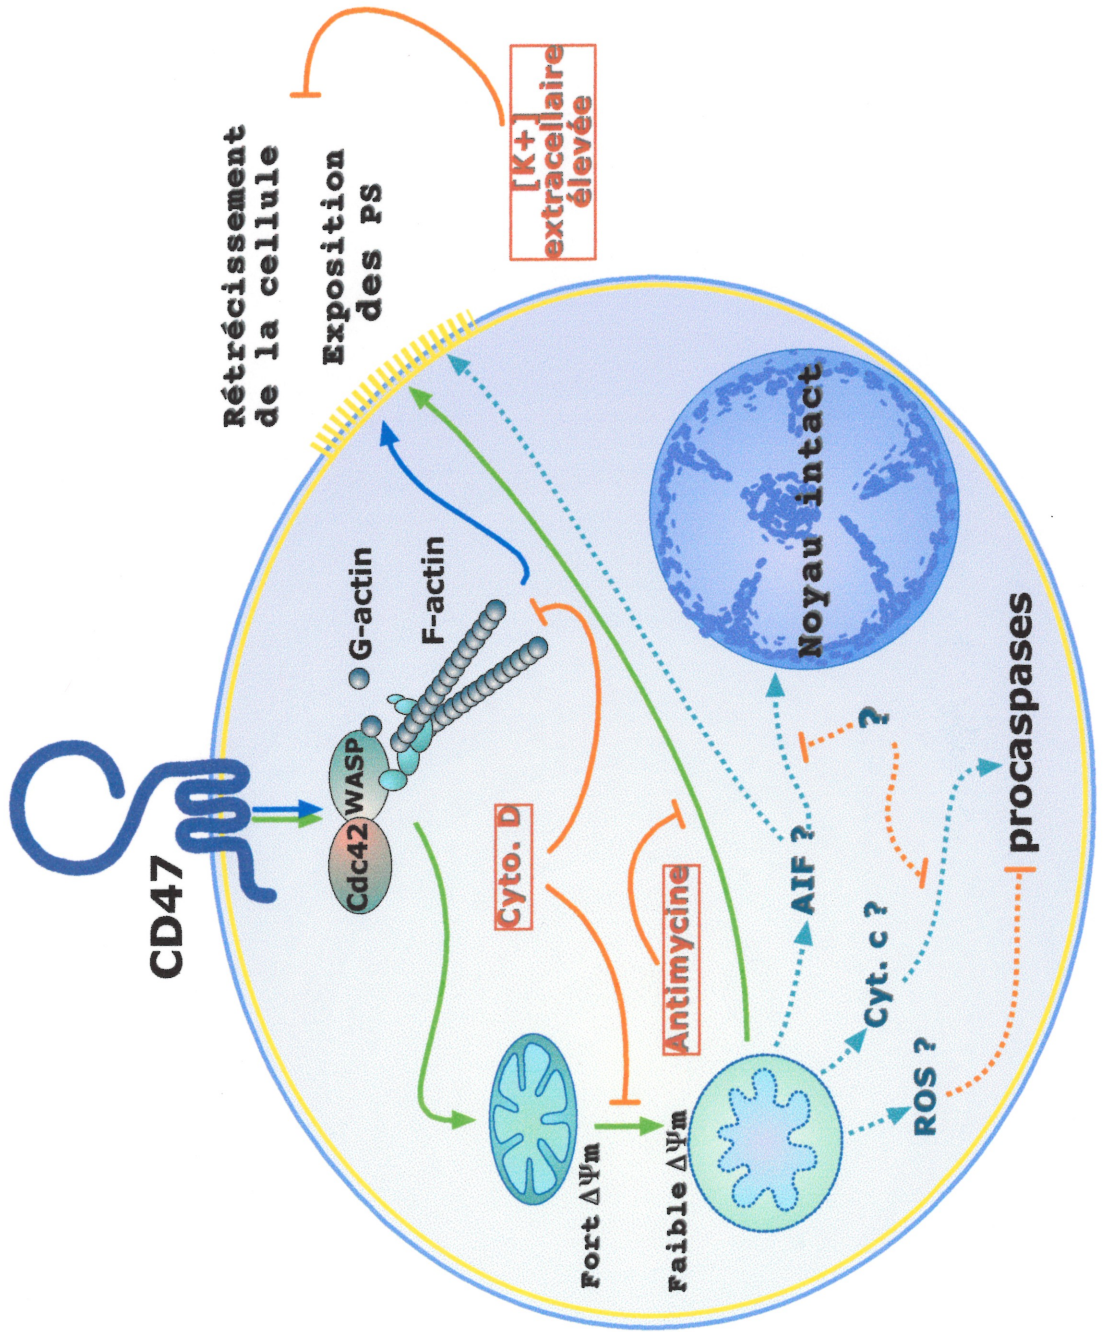 CD47
Rétrécissement
de la cellule
Exposition
des PS
[K+]
extracellaire
élevée
Cdc42
WASP
G-actin
F-actin
Cyto. D
Antimycine
Fort ΔΨm
Faible ΔΨm
AIF ?
Cyt. c ?
ROS ?
?
Noyau intact
procaspases